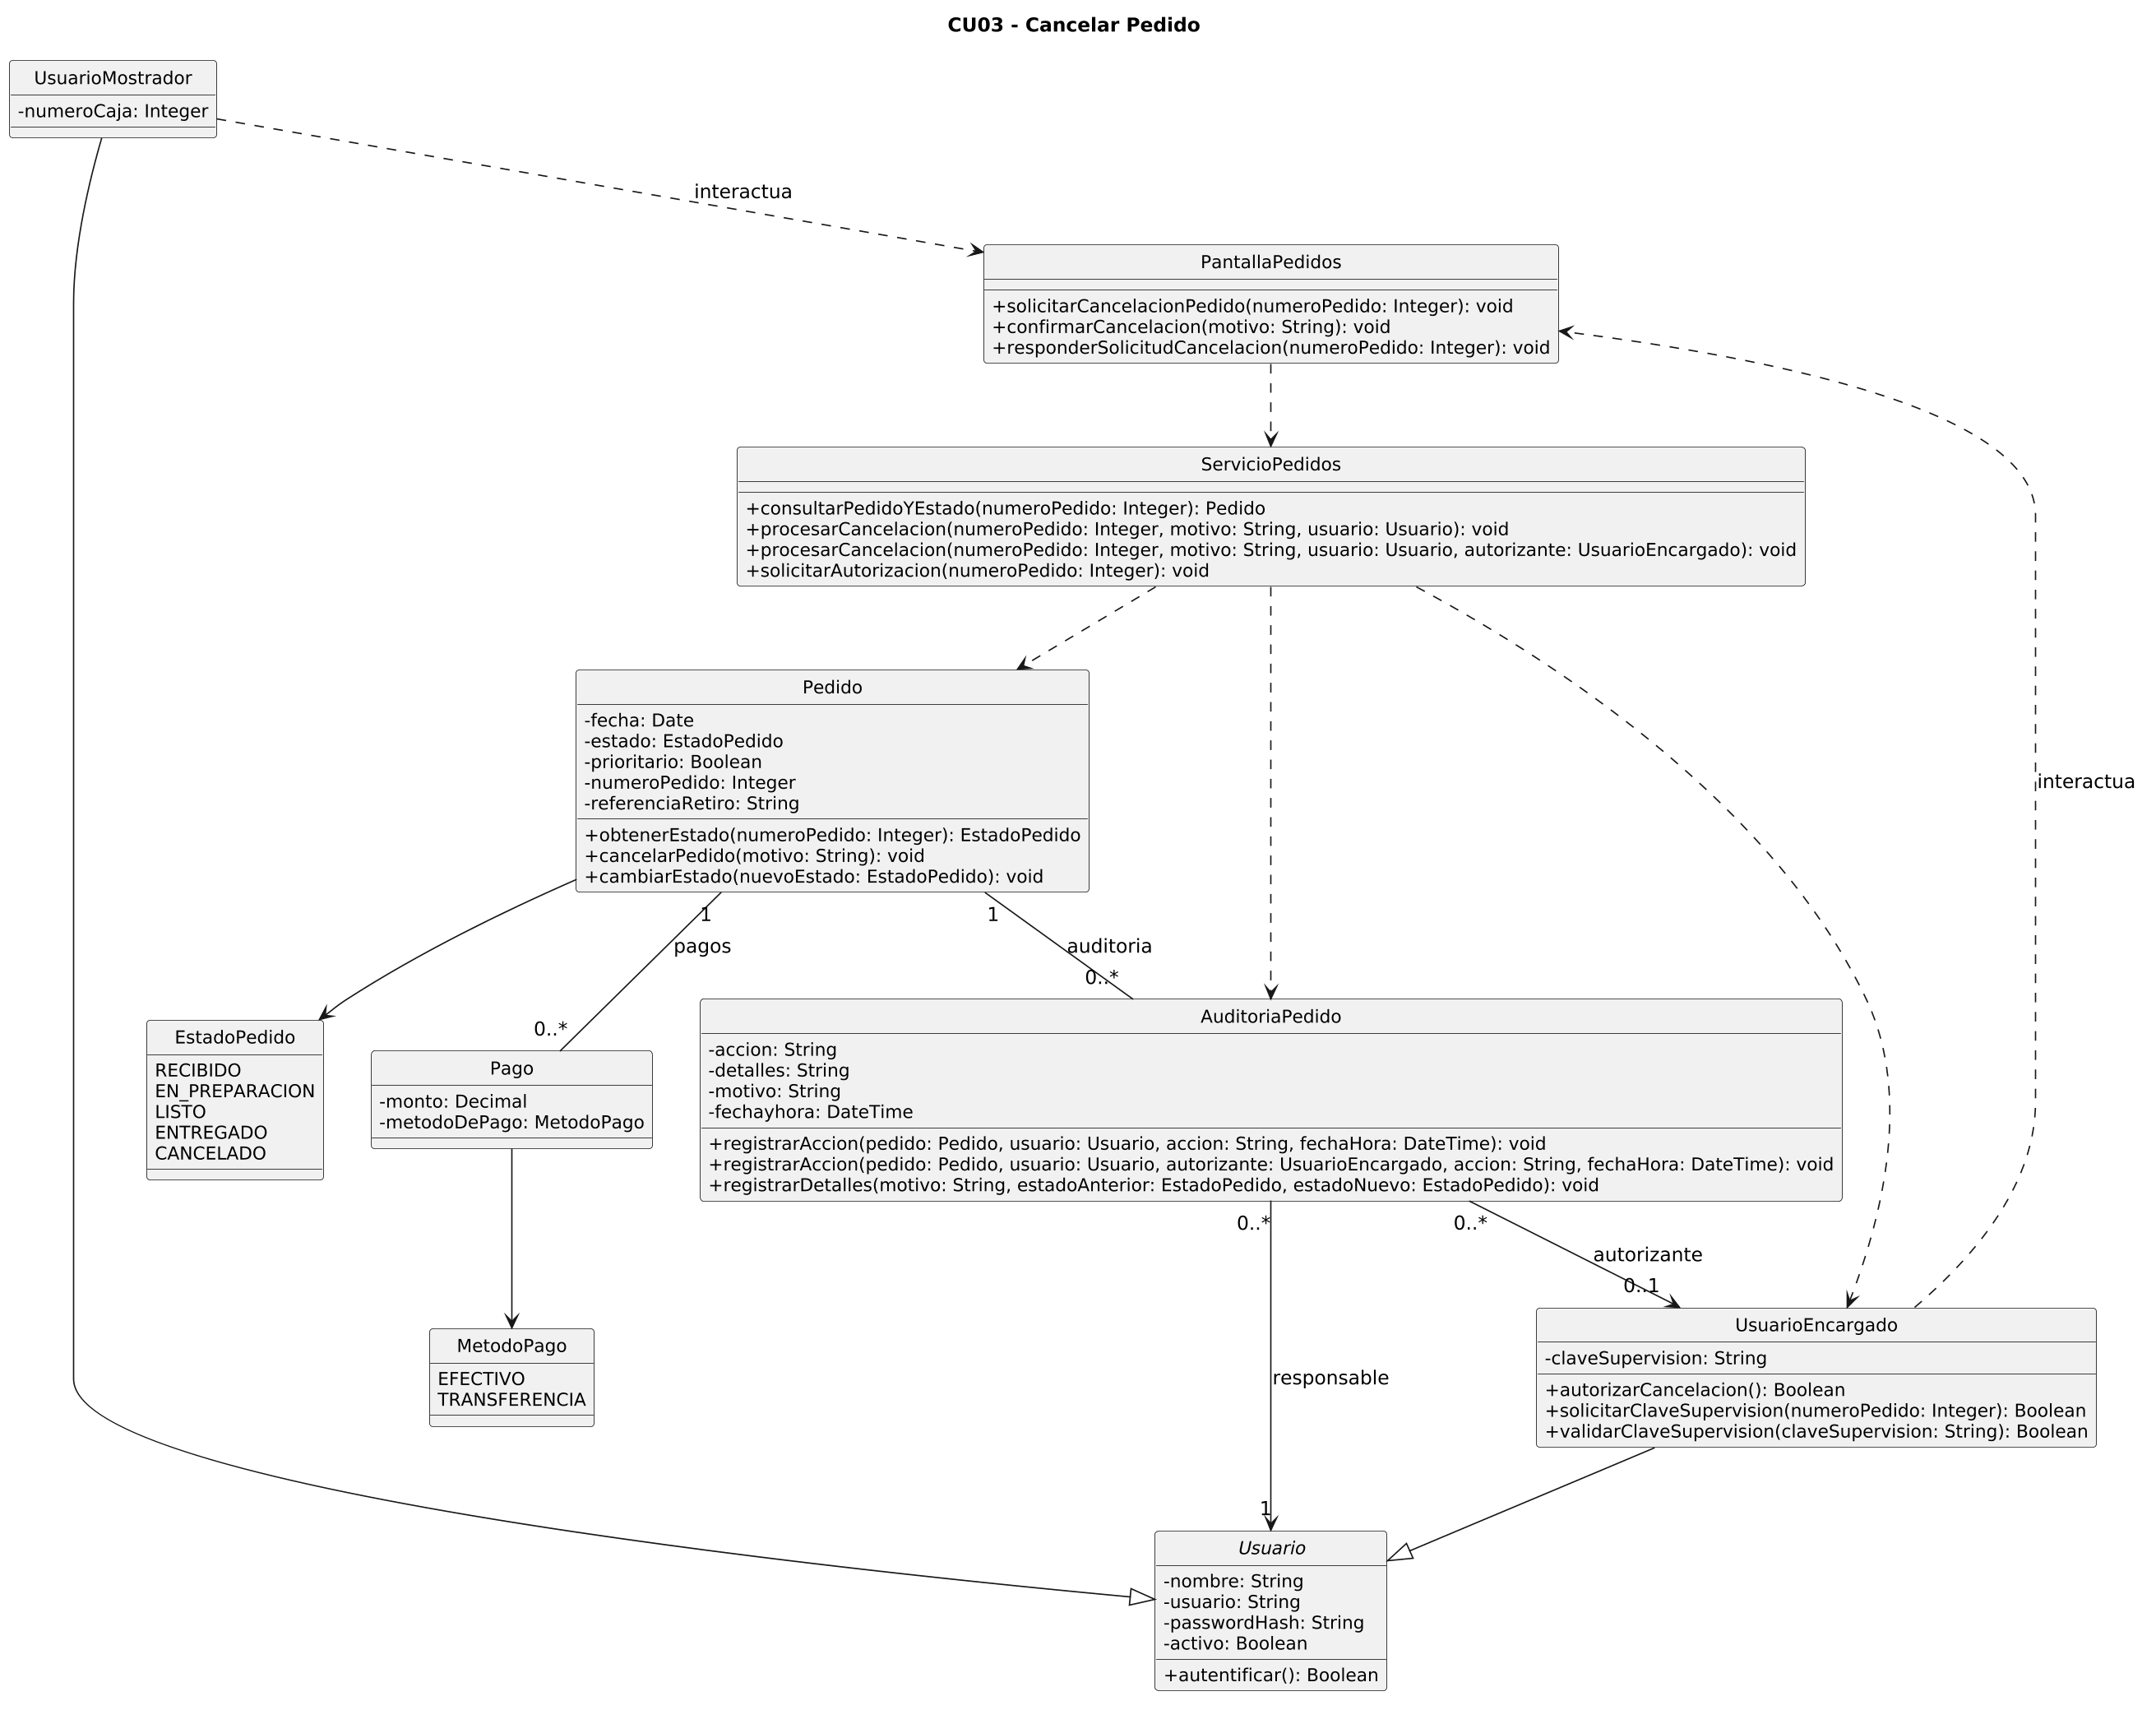 CU03 - Cancelar Pedido
UsuarioMostrador
-numeroCaja: Integer
interactua
PantallaPedidos
+solicitarCancelacionPedido(numeroPedido: Integer): void
+confirmarCancelacion(motivo: String): void
+responderSolicitudCancelacion(numeroPedido: Integer): void
ServicioPedidos
+consultarPedidoYEstado(numeroPedido: Integer): Pedido
+procesarCancelacion(numeroPedido: Integer, motivo: String, usuario: Usuario): void
+procesarCancelacion(numeroPedido: Integer, motivo: String, usuario: Usuario, autorizante: UsuarioEncargado): void
+solicitarAutorizacion(numeroPedido: Integer): void
Pedido
-fecha: Date
-estado: EstadoPedido
-prioritario: Boolean
-numeroPedido: Integer
-referenciaRetiro: String
+obtenerEstado(numeroPedido: Integer): EstadoPedido
+cancelarPedido(motivo: String): void
+cambiarEstado(nuevoEstado: EstadoPedido): void
interactua
1
pagos
0..*
1
auditoria
0..*
EstadoPedido
RECIBIDO
EN_PREPARACION
LISTO
ENTREGADO
CANCELADO
Pago
-monto: Decimal
-metodoDePago: MetodoPago
AuditoriaPedido
-accion: String
-detalles: String
-motivo: String
-fechayhora: DateTime
+registrarAccion(pedido: Pedido, usuario: Usuario, accion: String, fechaHora: DateTime): void
+registrarAccion(pedido: Pedido, usuario: Usuario, autorizante: UsuarioEncargado, accion: String, fechaHora: DateTime): void
+registrarDetalles(motivo: String, estadoAnterior: EstadoPedido, estadoNuevo: EstadoPedido): void
0..*
responsable
1
0..*
autorizante
0..1
MetodoPago
EFECTIVO
TRANSFERENCIA
UsuarioEncargado
-claveSupervision: String
+autorizarCancelacion(): Boolean
+solicitarClaveSupervision(numeroPedido: Integer): Boolean
+validarClaveSupervision(claveSupervision: String): Boolean
Usuario
-nombre: String
-usuario: String
-passwordHash: String
-activo: Boolean
+autentificar(): Boolean